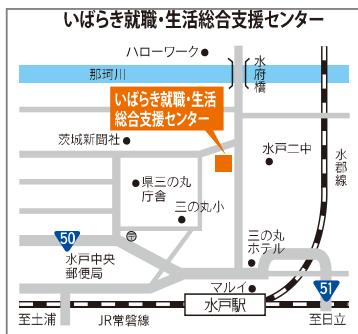 いばらき就職・生活総合支援センター
ハローワーク
水府橋
那珂川
いばらき就職・生活
総合支援センター
茨城新聞社
水戸二中
水郡線
県三の丸
庁舎
三の丸小
50
三の丸
ホテル
水戸中央
郵便局
マルイ
51
水戸駅
至土浦
JR常磐線
至日立